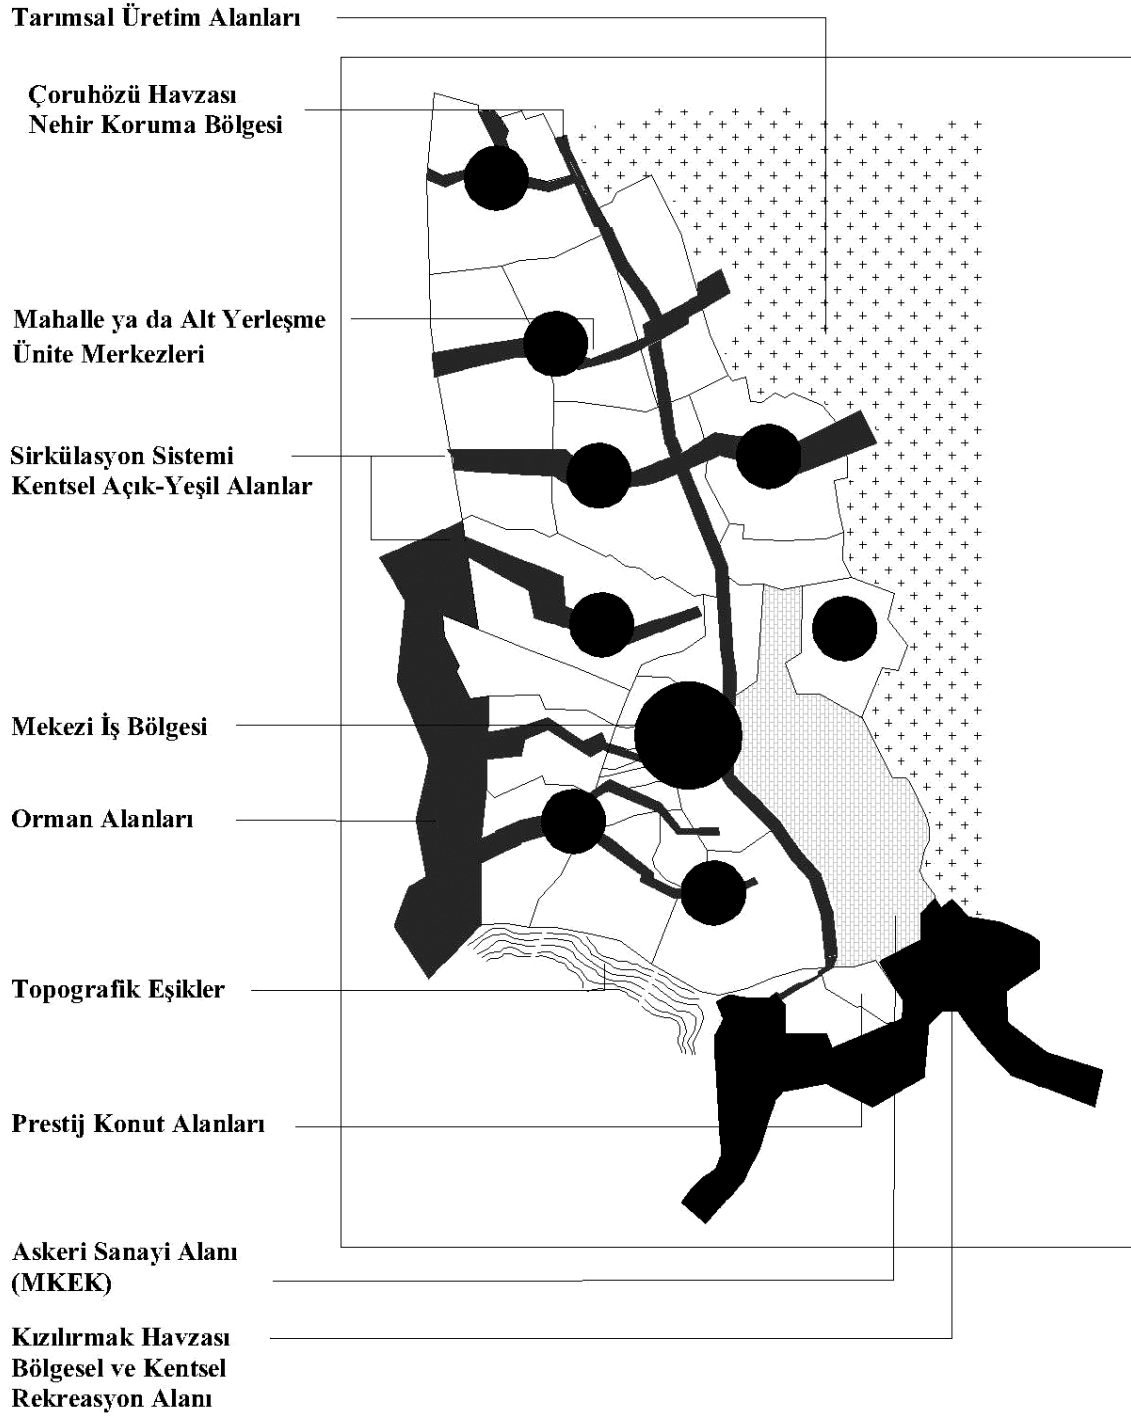 Tarımsal Üretim Alanları
Çoruhözü Havzası
Nehir Koruma Bölgesi
Mahalle ya da Alt Yerleşme
Ünite Merkezleri
Sirkülasyon Sistemi
Kentsel Açık-Yeşil Alanlar
Mekezi İş Bölgesi
Orman Alanları
Topografik Eşikler
Prestij Konut Alanları
Askeri Sanayi Alanı
(MKEK)
Kızılırmak Havzası
Bölgesel ve Kentsel
Rekreasyon Alanı